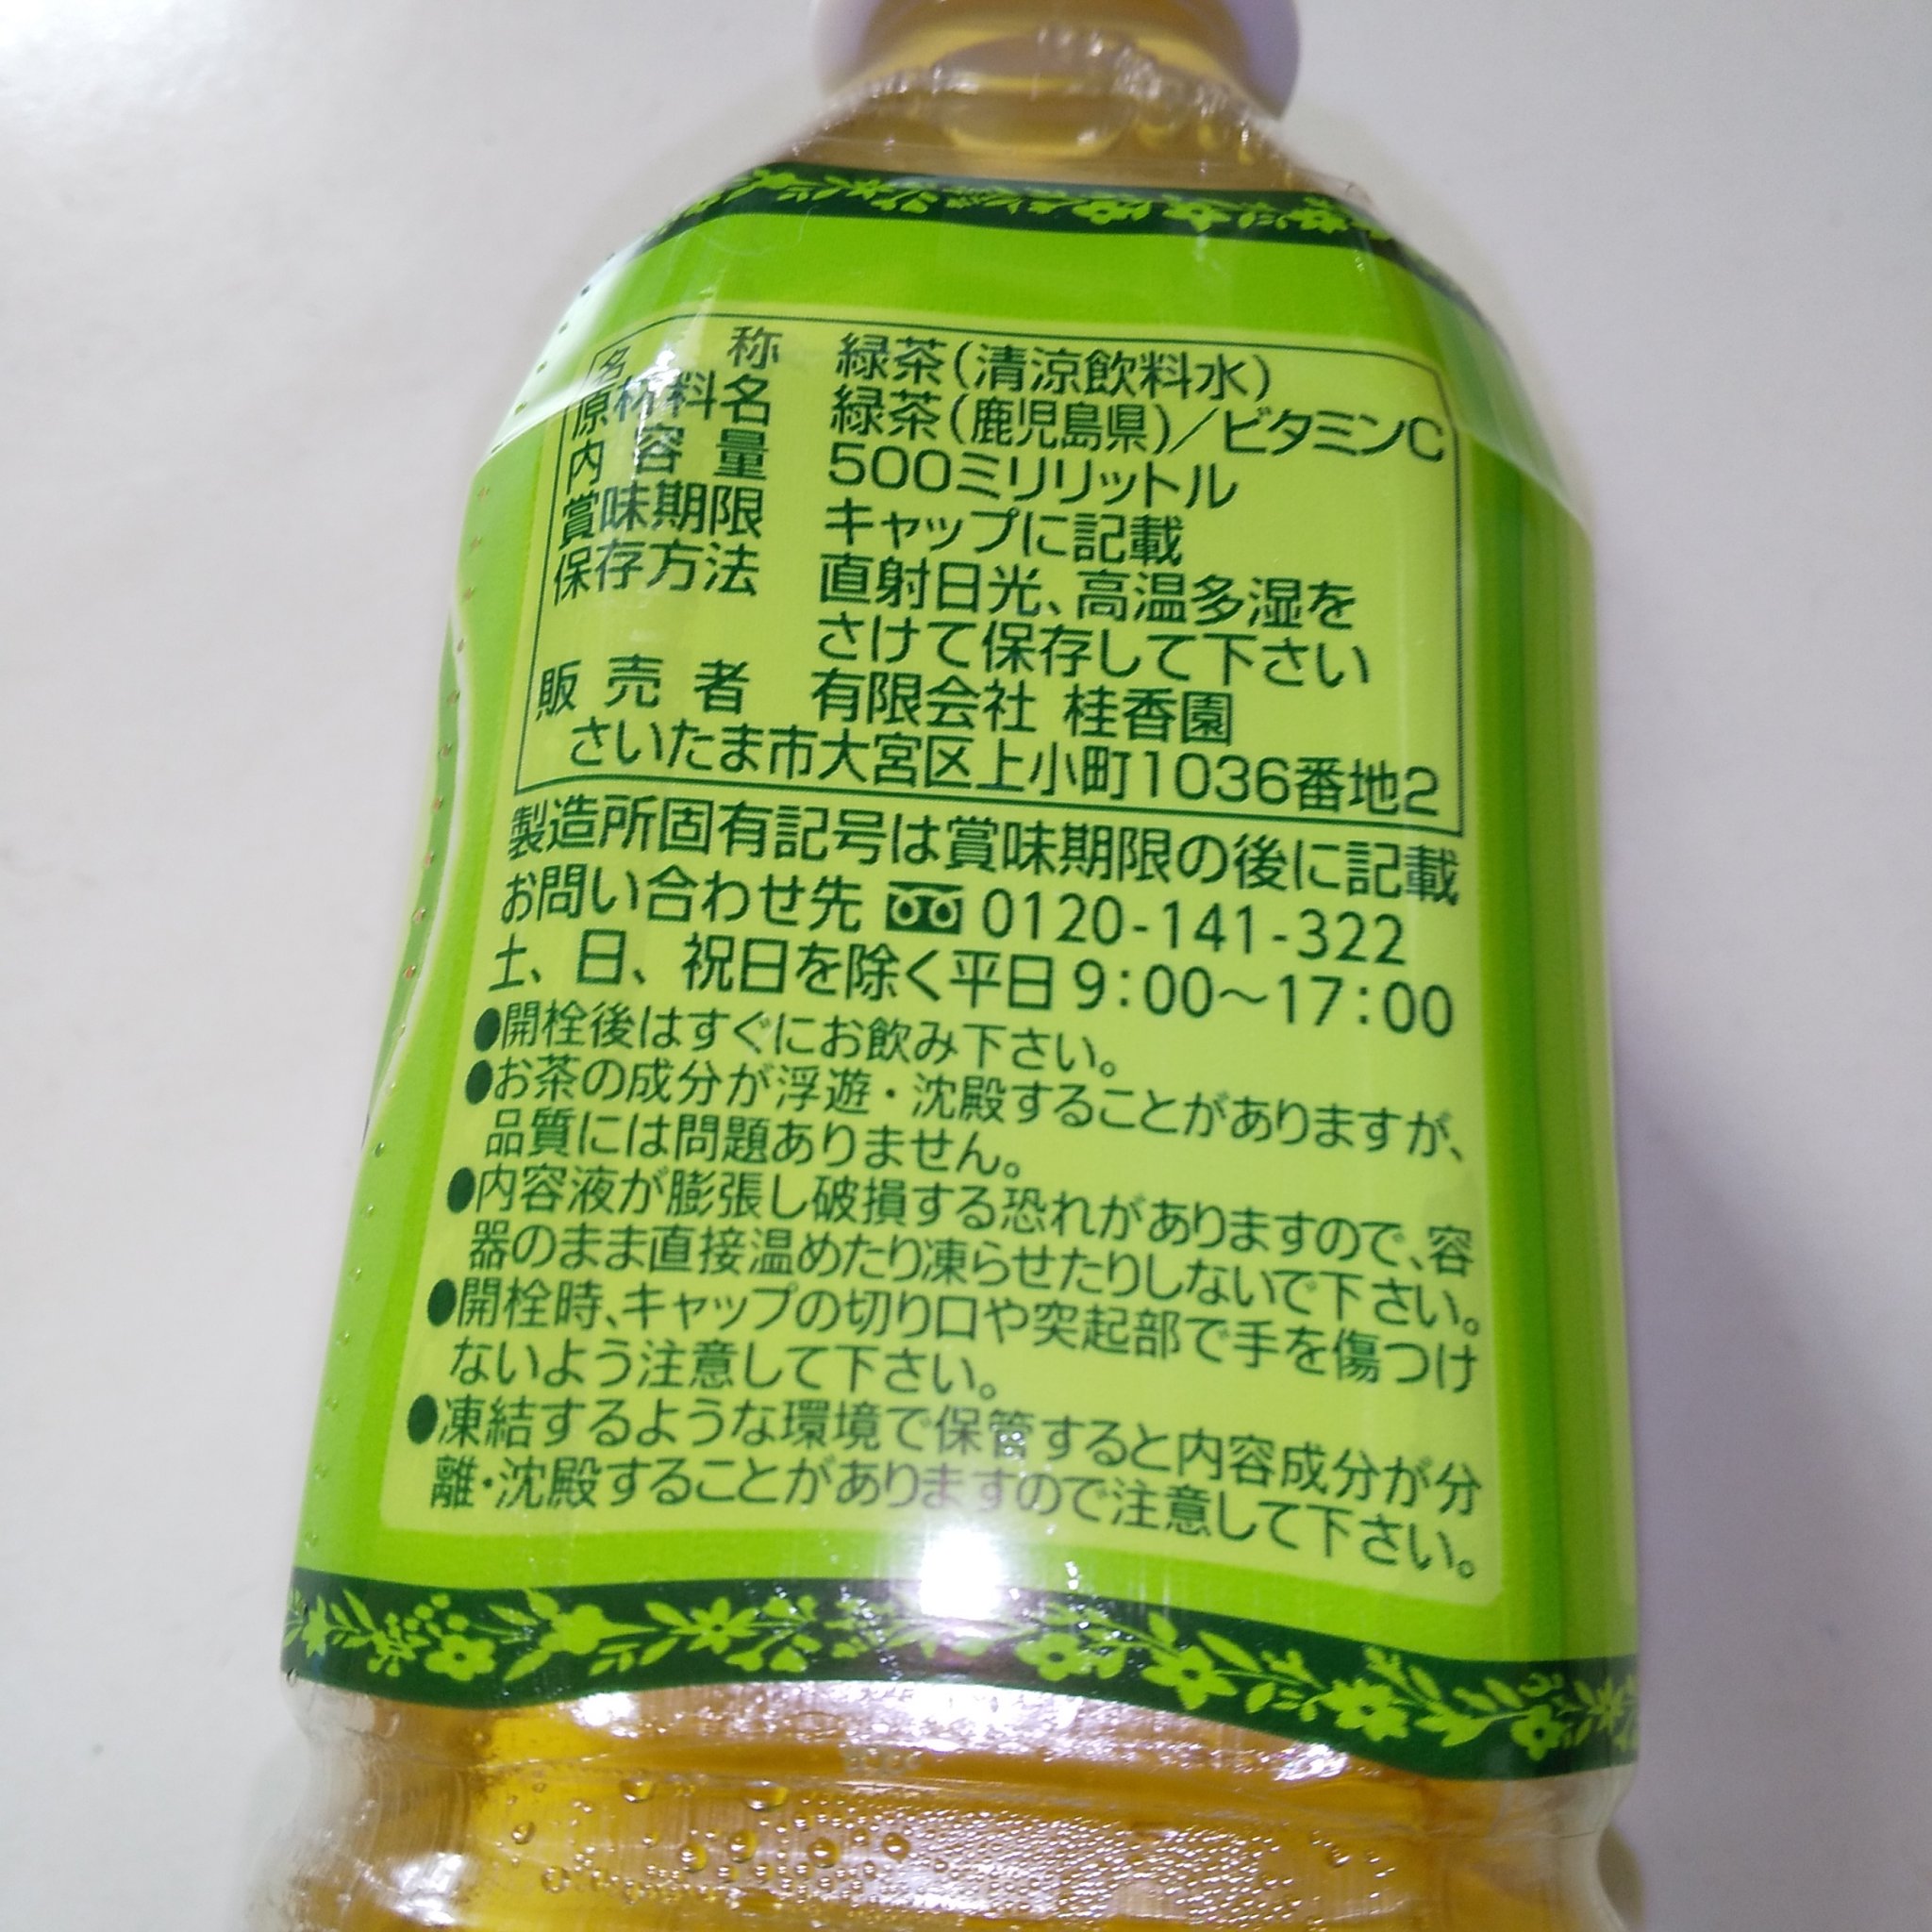 名称 緑茶(清涼飲料水)
原材料名 緑茶(鹿児島県)／ビタミンC
内容量 500ミリリットル
賞味期限 キャップに記載
保存方法 直射日光、高温多湿を
さけて保存して下さい
販売者 有限会社 桂香園
さいたま市大宮区上小町1036番地2
製造所固有記号は賞味期限の後に記載
お問い合わせ先 0120-141-322
土、日、祝日を除く平日9：00～17：00
●開栓後はすぐにお飲み下さい。
●お茶の成分が浮遊・沈殿することがありますが、
品質には問題ありません。
●内容液が膨張し破損する恐れがありますので、容
器のまま直接温めたり凍らせたりしないで下さい。
●開栓時、キャップの切り口や突起部で手を傷つけ
ないよう注意して下さい。
●凍結するような環境で保管すると内容成分が分
離・沈殿することがありますので注意して下さい。